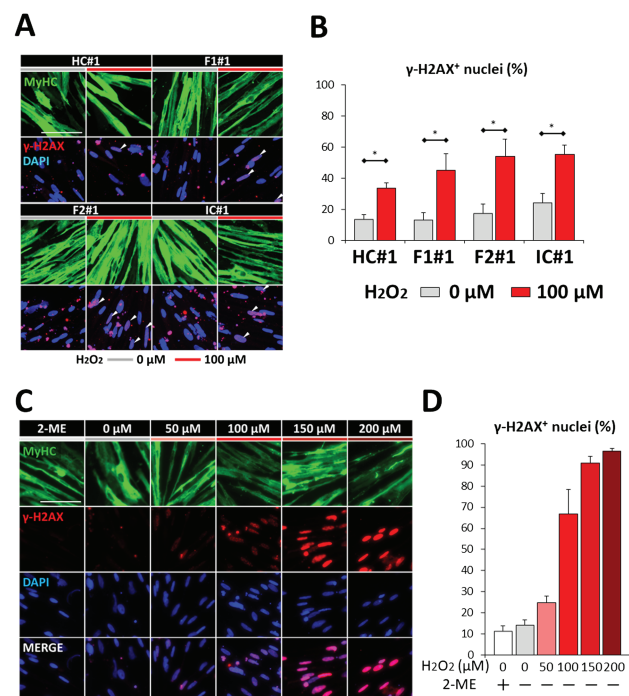 A
HC#1 F1#1
MyHC
γ-H2AX
DAPI
F2#1 IC#1
H2O2 0 μM 100 μM
B
γ-H2AX+ nuclei (%)
100
80
60
40
20
0
* * * *
HC#1 F1#1 F2#1 IC#1
H2O2 0 μM 100 μM
C
2-ME 0 μM 50 μM 100 μM 150 μM 200 μM
MyHC
γ-H2AX
DAPI
MERGE
D
γ-H2AX+ nuclei (%)
100
90
80
70
60
50
40
30
20
10
0
H2O2 (μM) 0 0 50 100 150 200
2-ME + − − − − −